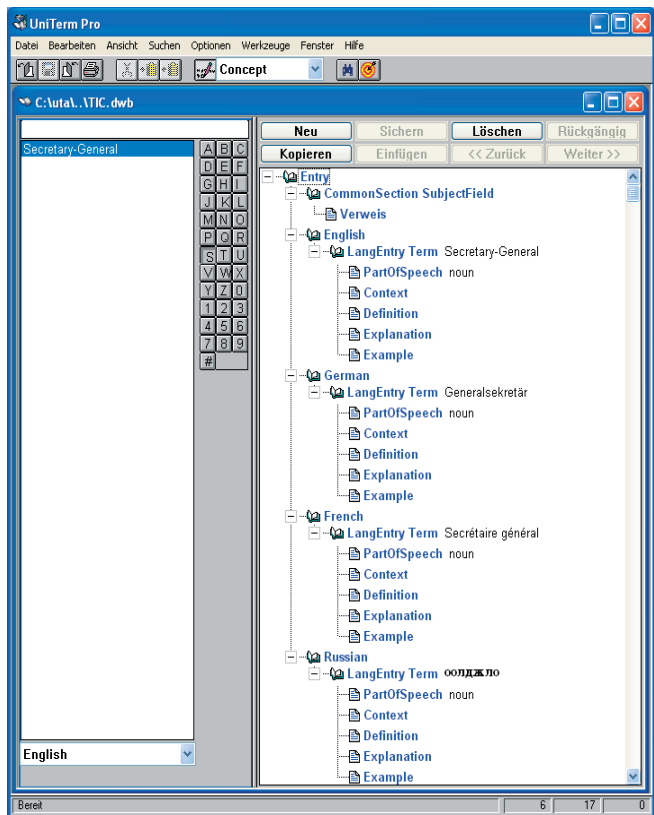 UniTerm Pro
Datei Bearbeiten Ansicht Suchen Optionen Werkzeuge Fenster Hilfe
Concept
C:\uta\..\TIC.dwb
Secretary-General
A B C
D E F
G H I
J K L
M N O
P Q R
S T U
V W X
Y Z 0
1 2 3
4 5 6
7 8 9
#
English
Neu Sichern Löschen Rückgängig
Kopieren Einfügen << Zurück Weiter >>
Entry
CommonSection SubjectField
Verweis
English
LangEntry Term Secretary-General
PartOfSpeech noun
Context
Definition
Explanation
Example
German
LangEntry Term Generalsekretär
PartOfSpeech noun
Context
Definition
Explanation
Example
French
LangEntry Term Secrétaire général
PartOfSpeech noun
Context
Definition
Explanation
Example
Russian
LangEntry Term оолджло
PartOfSpeech noun
Context
Definition
Explanation
Example
Bereit 6 17 0